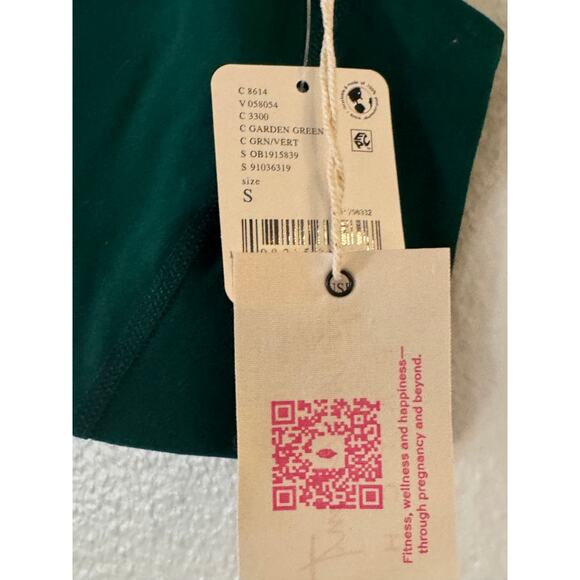 C 8614
V 058054
C 3300
C GARDEN GREEN
C GRN/VERT
S OB1915839
S 91036319
size
S
Fitness, wellness and happiness—
through pregnancy and beyond.